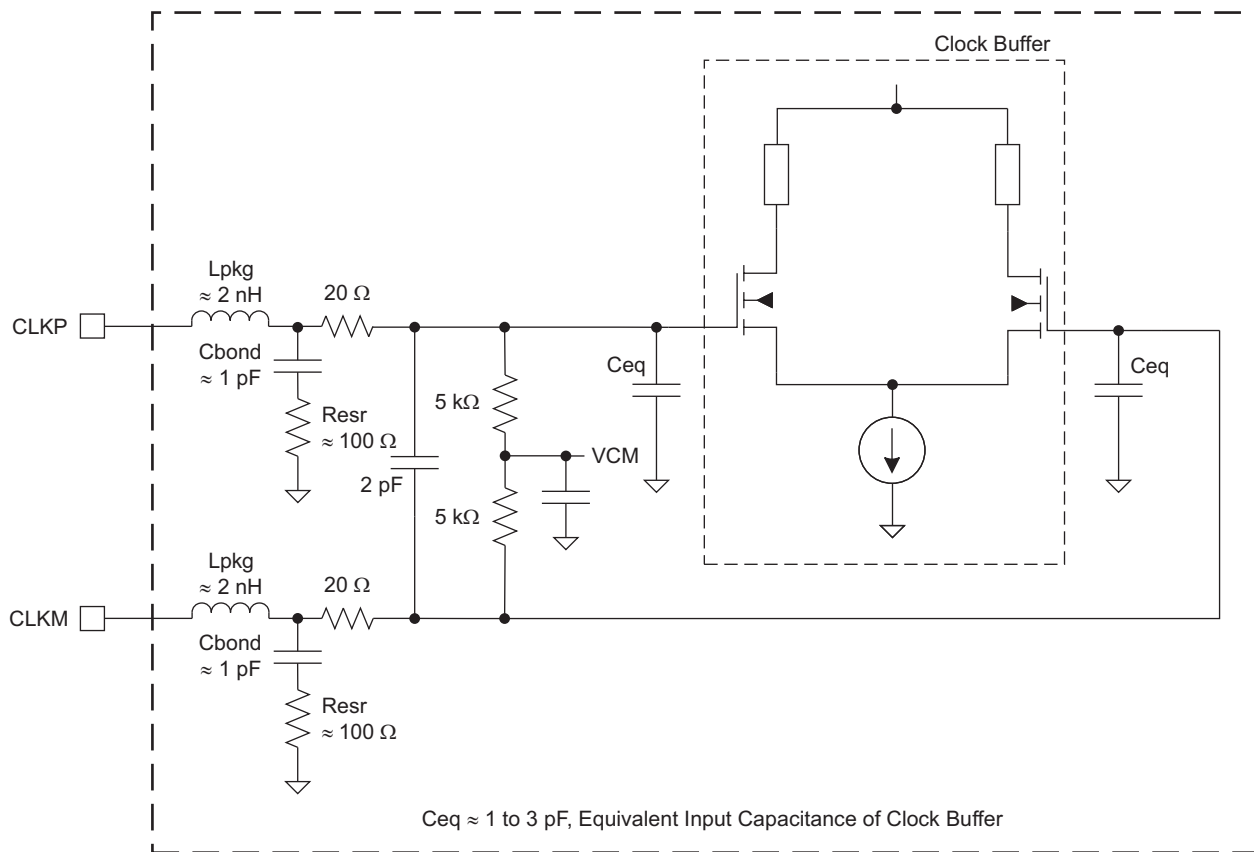 Clock Buffer
Lpkg
≈ 2 nH
20 Ω
CLKP
Cbond
≈ 1 pF
Resr
≈ 100 Ω
2 pF
5 kΩ
VCM
5 kΩ
Ceq
Ceq
Lpkg
≈ 2 nH
20 Ω
CLKM
Cbond
≈ 1 pF
Resr
≈ 100 Ω
Ceq ≈ 1 to 3 pF, Equivalent Input Capacitance of Clock Buffer